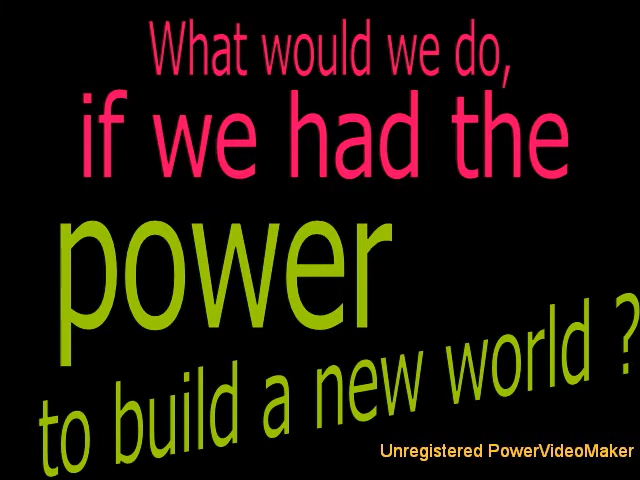 What would we do,
if we had the
power
to build a new world ?
Unregistered PowerVideoMaker